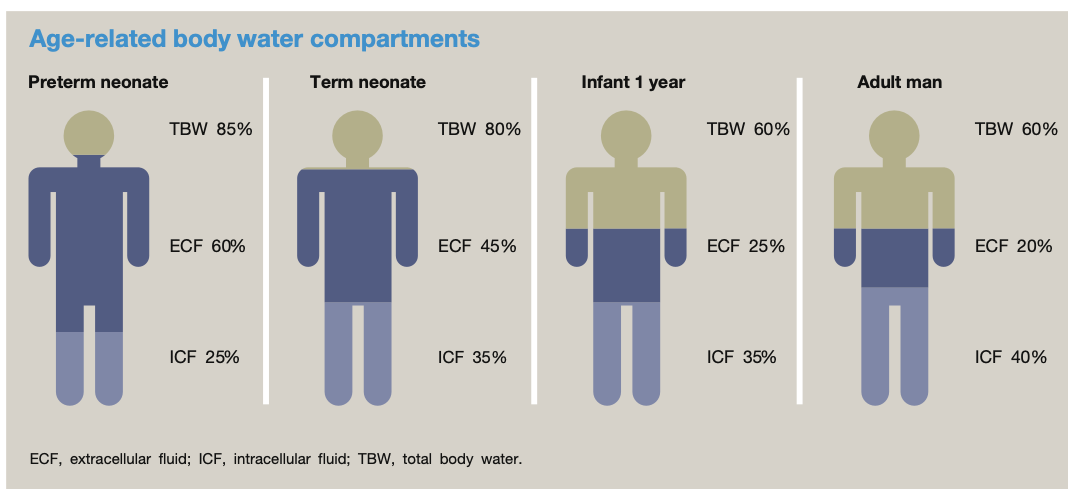 Age-related body water compartments
Preterm neonate
TBW 85%
ECF 60%
ICF 25%
Term neonate
TBW 80%
ECF 45%
ICF 35%
Infant 1 year
TBW 60%
ECF 25%
ICF 35%
Adult man
TBW 60%
ECF 20%
ICF 40%
ECF, extracellular fluid; ICF, intracellular fluid; TBW, total body water.